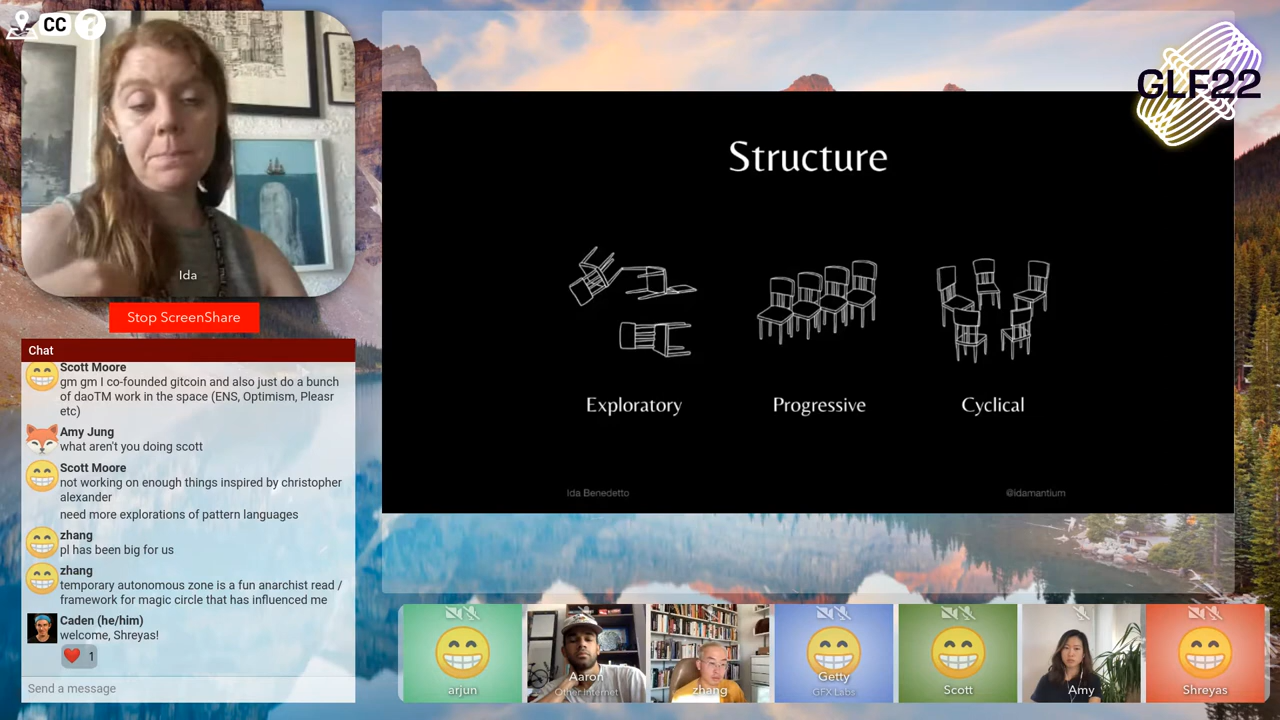 CC
?
Ida
Stop ScreenShare
Chat
Scott Moore
gm gm I co-founded gitcoin and also just do a bunch
of daoTM work in the space (ENS, Optimism, Pleasr
etc)
Amy Jung
what aren't you doing scott
Scott Moore
not working on enough things inspired by christopher
alexander
need more explorations of pattern languages
zhang
pl has been big for us
zhang
temporary autonomous zone is a fun anarchist read /
framework for magic circle that has influenced me
Caden (he/him)
welcome, Shreyas!
1
Send a message
GLF22
Structure
Exploratory
Progressive
Cyclical
Ida Benedetto
@idamantium
arjun
Aaron
Other Internet
zhang
Getty
GFX Labs
Scott
Amy
Shreyas